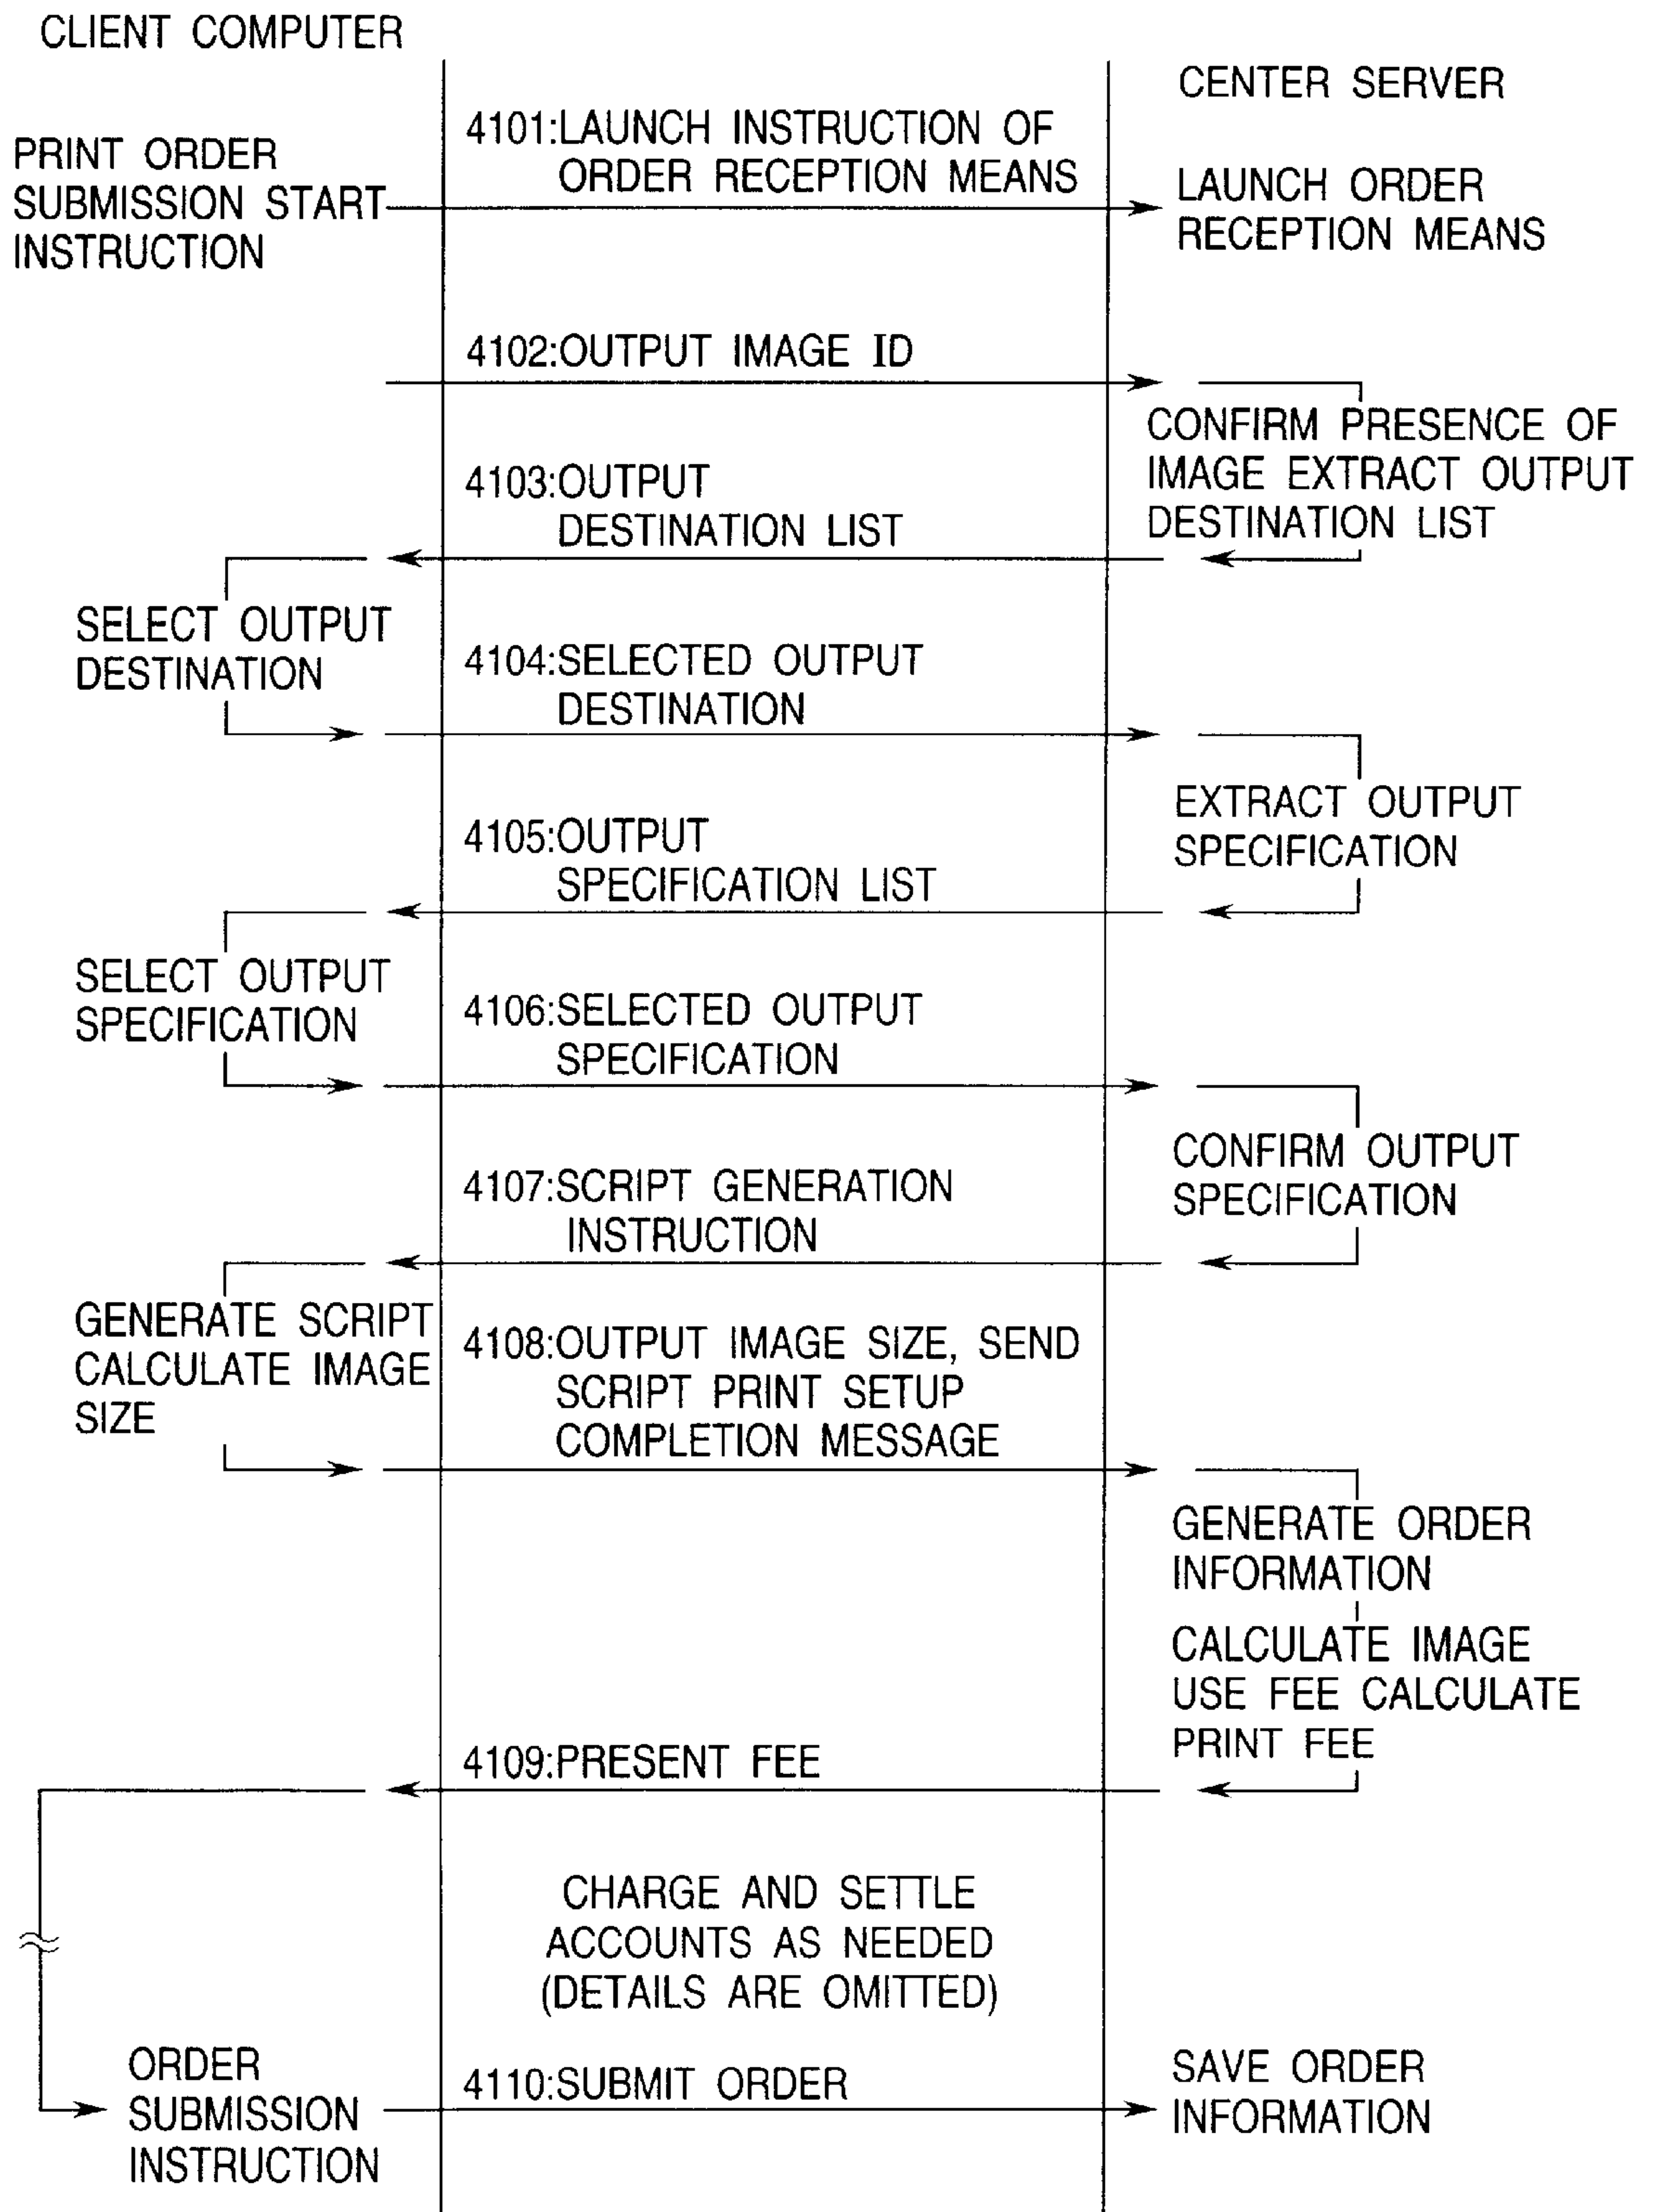 CLIENT COMPUTER
CENTER SERVER
PRINT ORDER
SUBMISSION START
INSTRUCTION
4101:LAUNCH INSTRUCTION OF
ORDER RECEPTION MEANS
LAUNCH ORDER
RECEPTION MEANS
4102:OUTPUT IMAGE ID
CONFIRM PRESENCE OF
IMAGE EXTRACT OUTPUT
DESTINATION LIST
4103:OUTPUT
DESTINATION LIST
SELECT OUTPUT
DESTINATION
4104:SELECTED OUTPUT
DESTINATION
EXTRACT OUTPUT
SPECIFICATION
4105:OUTPUT
SPECIFICATION LIST
SELECT OUTPUT
SPECIFICATION
4106:SELECTED OUTPUT
SPECIFICATION
CONFIRM OUTPUT
SPECIFICATION
4107:SCRIPT GENERATION
INSTRUCTION
GENERATE SCRIPT
CALCULATE IMAGE
SIZE
4108:OUTPUT IMAGE SIZE, SEND
SCRIPT PRINT SETUP
COMPLETION MESSAGE
GENERATE ORDER
INFORMATION
CALCULATE IMAGE
USE FEE CALCULATE
PRINT FEE
4109:PRESENT FEE
CHARGE AND SETTLE
ACCOUNTS AS NEEDED
(DETAILS ARE OMITTED)
ORDER
SUBMISSION
INSTRUCTION
4110:SUBMIT ORDER
SAVE ORDER
INFORMATION